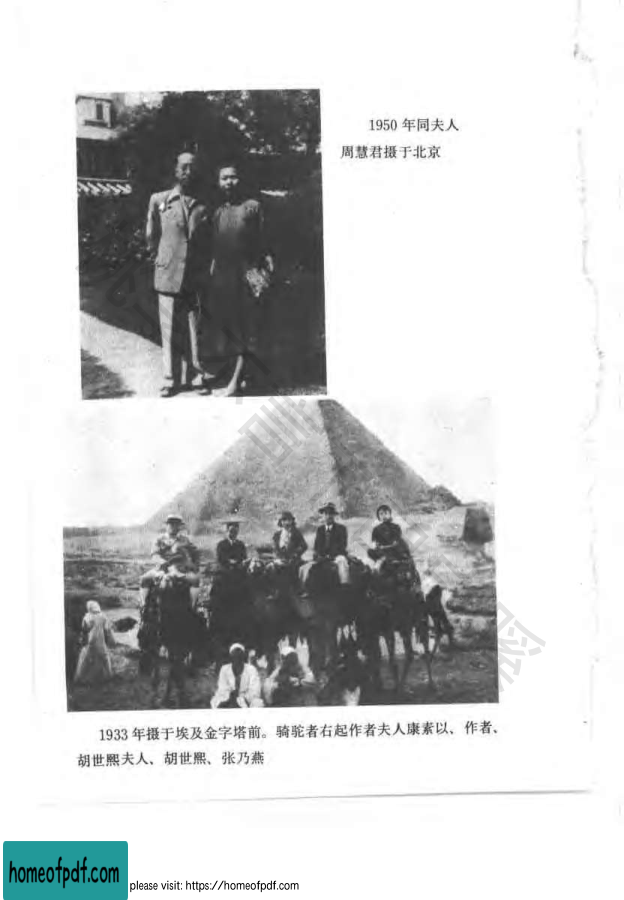 1950 年同夫人
周慧君摄于北京
1933 年摄于埃及金字塔前。骑驼者右起作者夫人康素以、作者、
胡世熙夫人、胡世熙、张乃燕
homeofpdf.com
please visit: https://homeofpdf.com